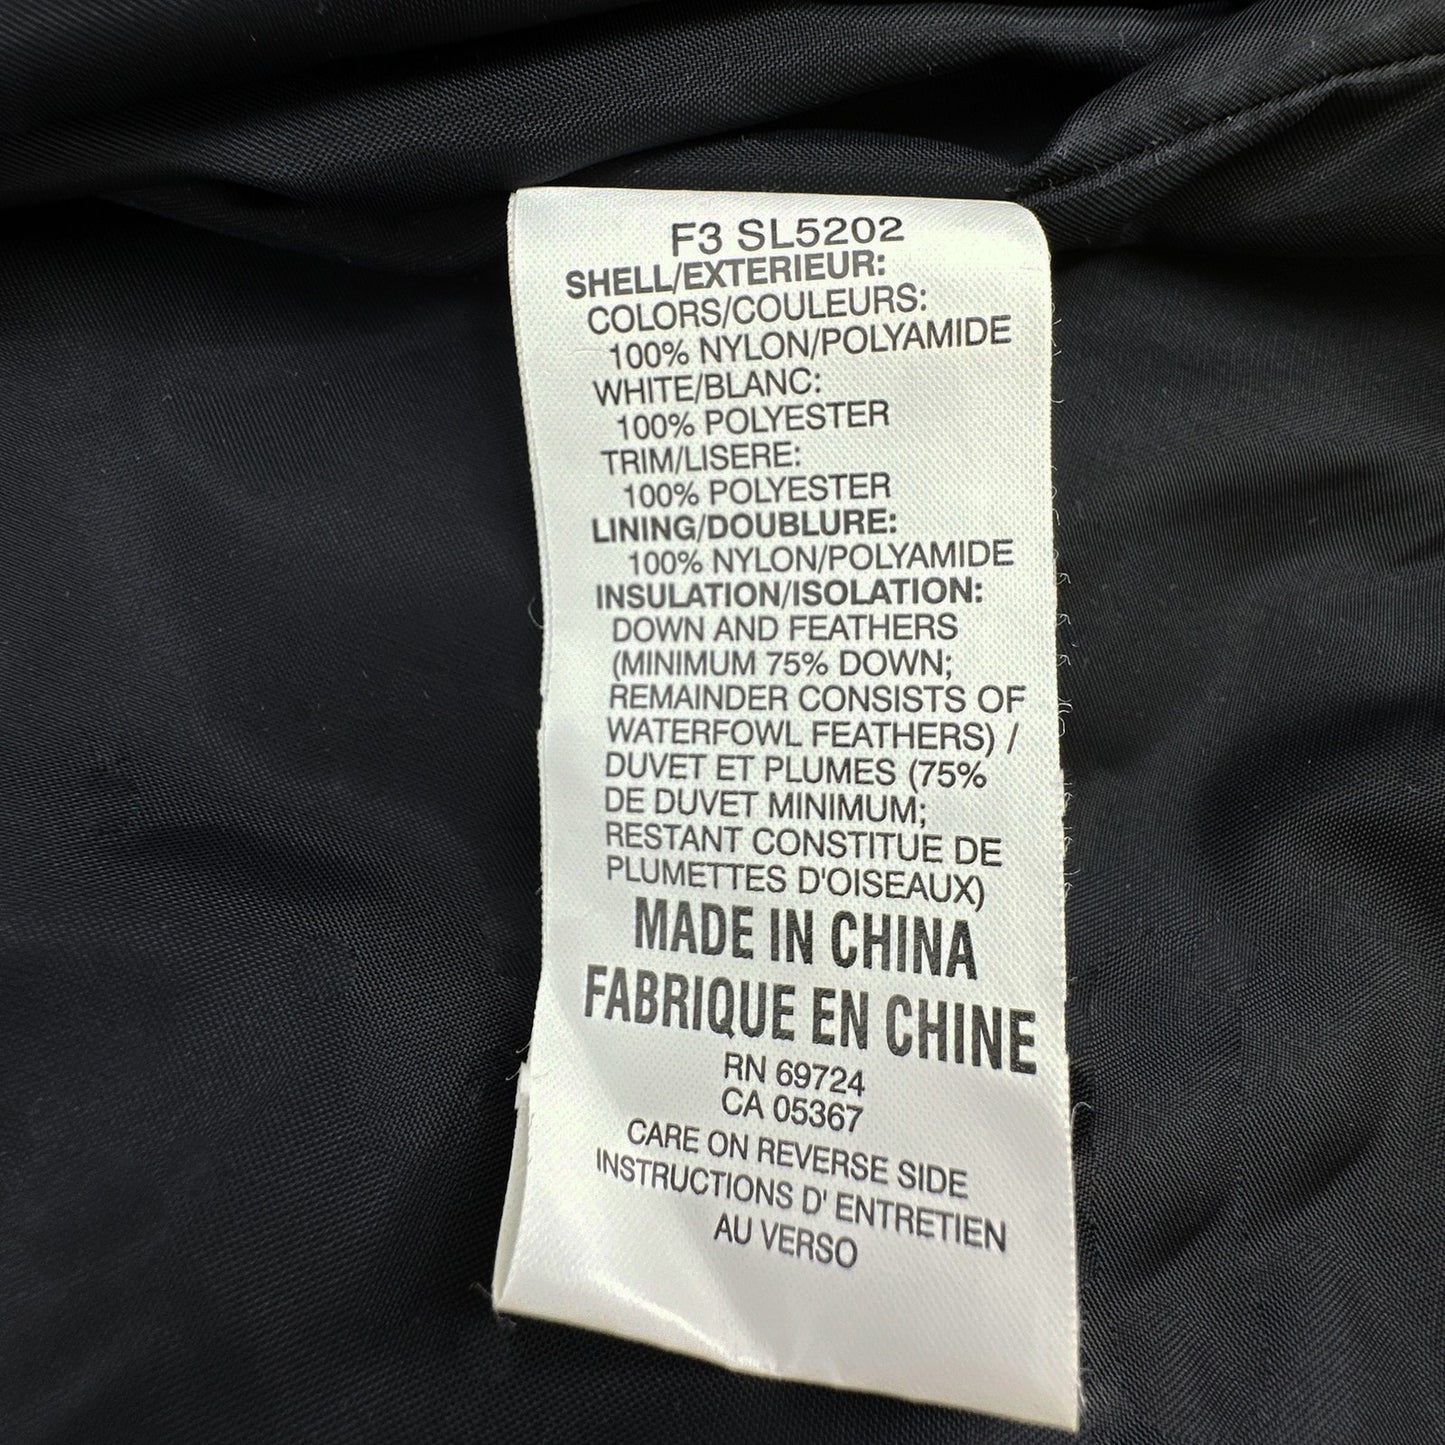 F3 SL5202
SHELL/EXTERIEUR:
COLORS/COULEURS:
100% NYLON/POLYAMIDE
WHITE/BLANC:
100% POLYESTER
TRIM/LISERE:
100% POLYESTER
LINING/DOUBLURE:
100% NYLON/POLYAMIDE
INSULATION/ISOLATION:
DOWN AND FEATHERS
(MINIMUM 75% DOWN;
REMAINDER CONSISTS OF
WATERFOWL FEATHERS) /
DUVET ET PLUMES (75%
DE DUVET MINIMUM;
RESTANT CONSTITUE DE
PLUMETTES D'OISEAUX)
MADE IN CHINA
FABRIQUE EN CHINE
RN 69724
CA 05367
CARE ON REVERSE SIDE
INSTRUCTIONS D' ENTRETIEN
AU VERSO